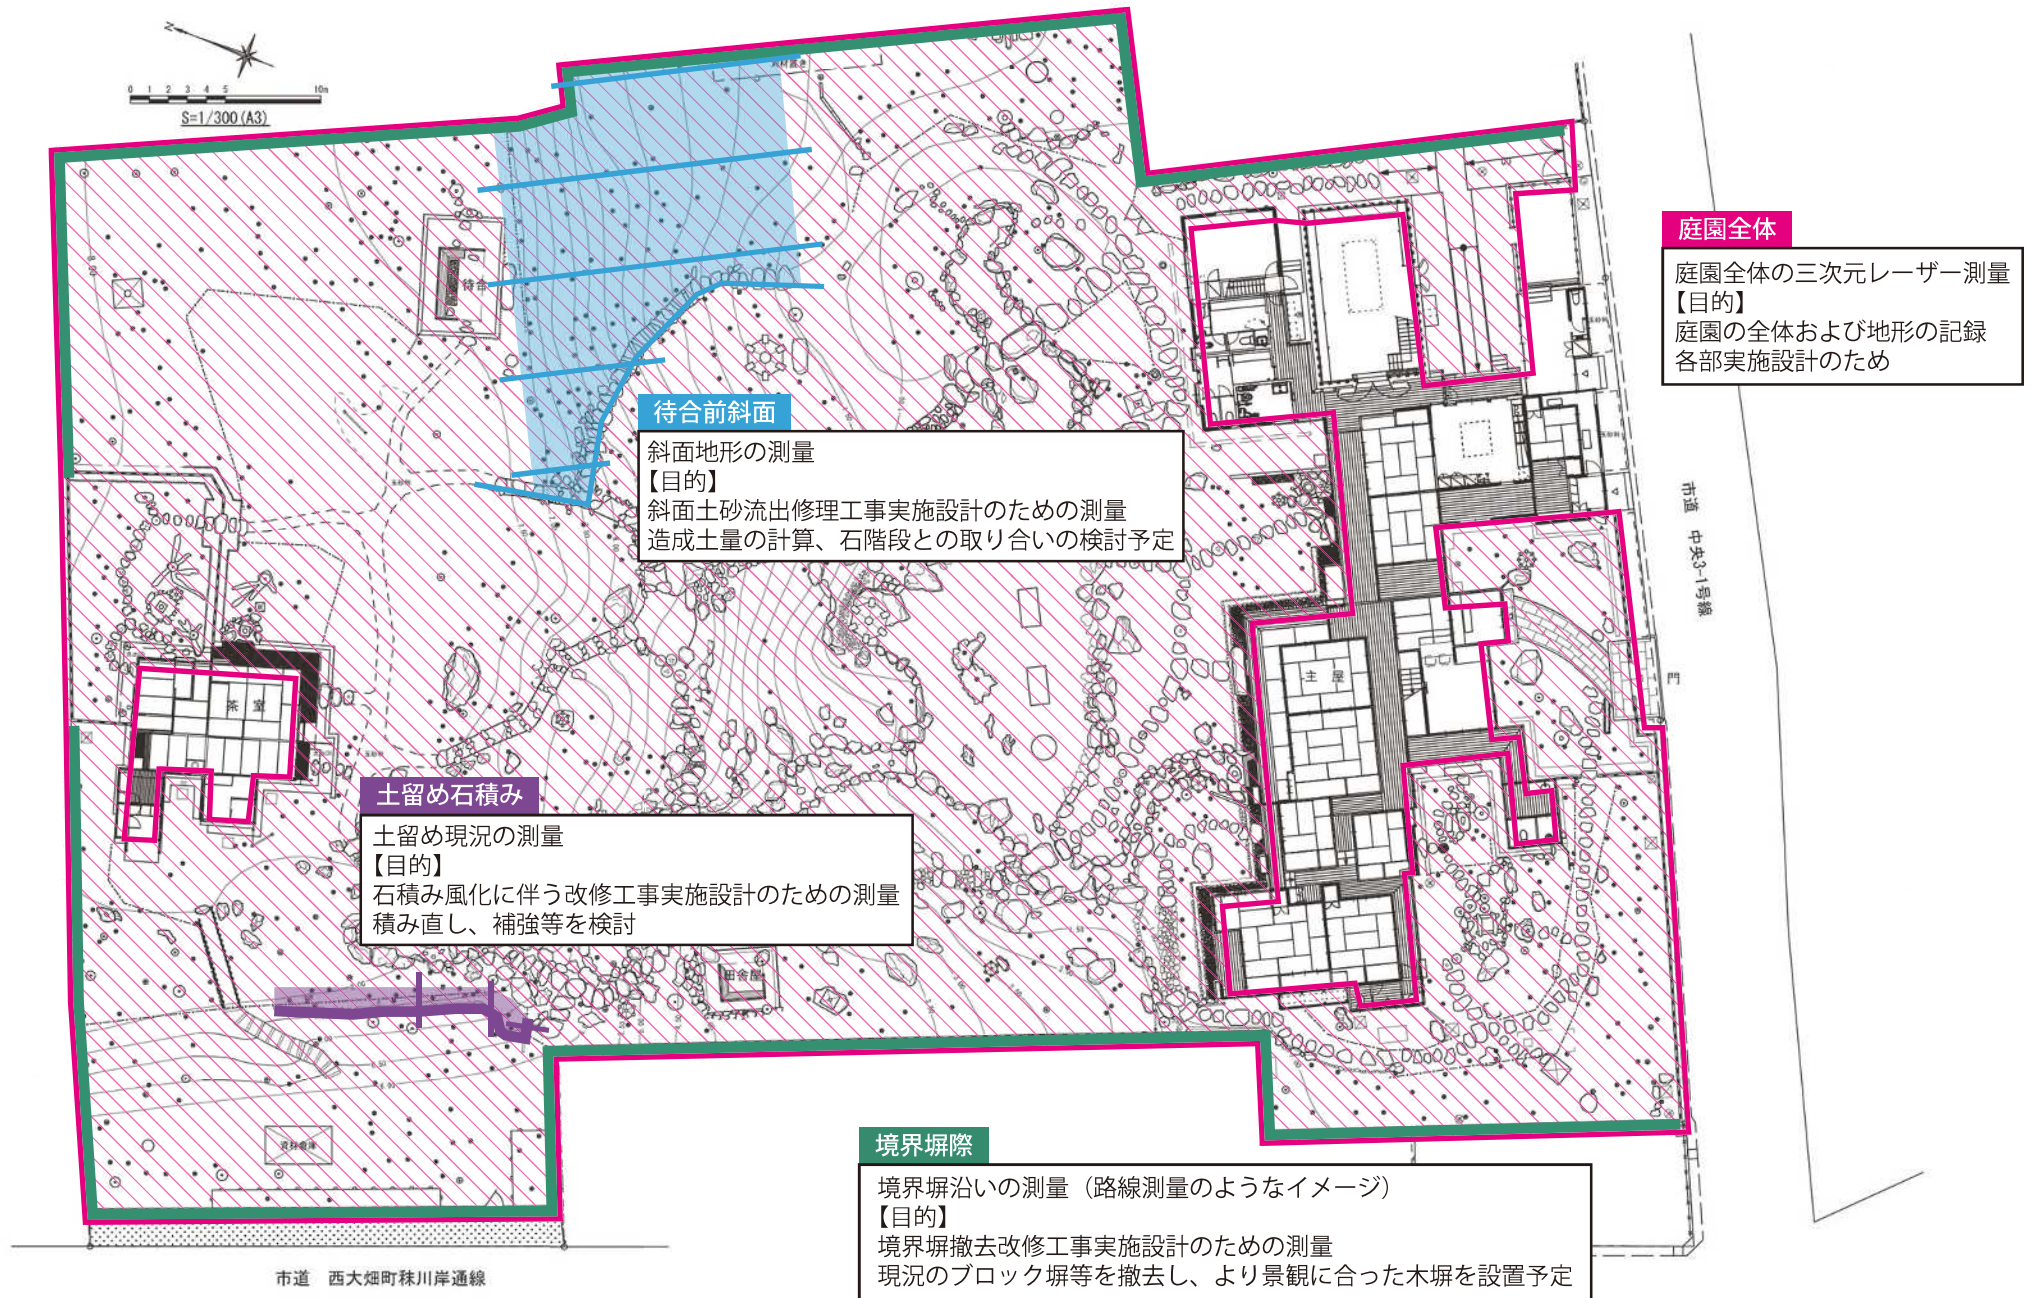 N
0 1 2 3 4 5 10m
S=1/300(A3)
庭園全体
庭園全体の三次元レーザー測量
【目的】
庭園の全体および地形の記録
各部実施設計のため
待合
待合前斜面
斜面地形の測量
【目的】
斜面土砂流出修理工事実施設計のための測量
造成土量の計算、石階段との取り合いの検討予定
市道 中央3-1号線
門
主屋
茶室
土留め石積み
土留め現況の測量
【目的】
石積み風化に伴う改修工事実施設計のための測量
積み直し、補強等を検討
田舎屋
境界塀際
境界塀沿いの測量（路線測量のようなイメージ）
【目的】
境界塀撤去改修工事実施設計のための測量
現況のブロック塀等を撤去し、より景観に合った木塀を設置予定
市道 西大畑町秣川岸通線